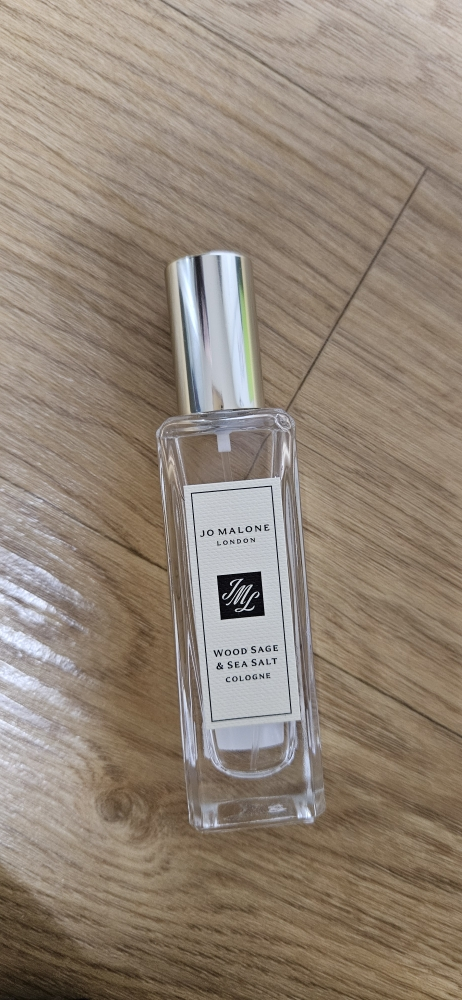 JO MALONE
LONDON
JML
WOOD SAGE
& SEA SALT
COLOGNE